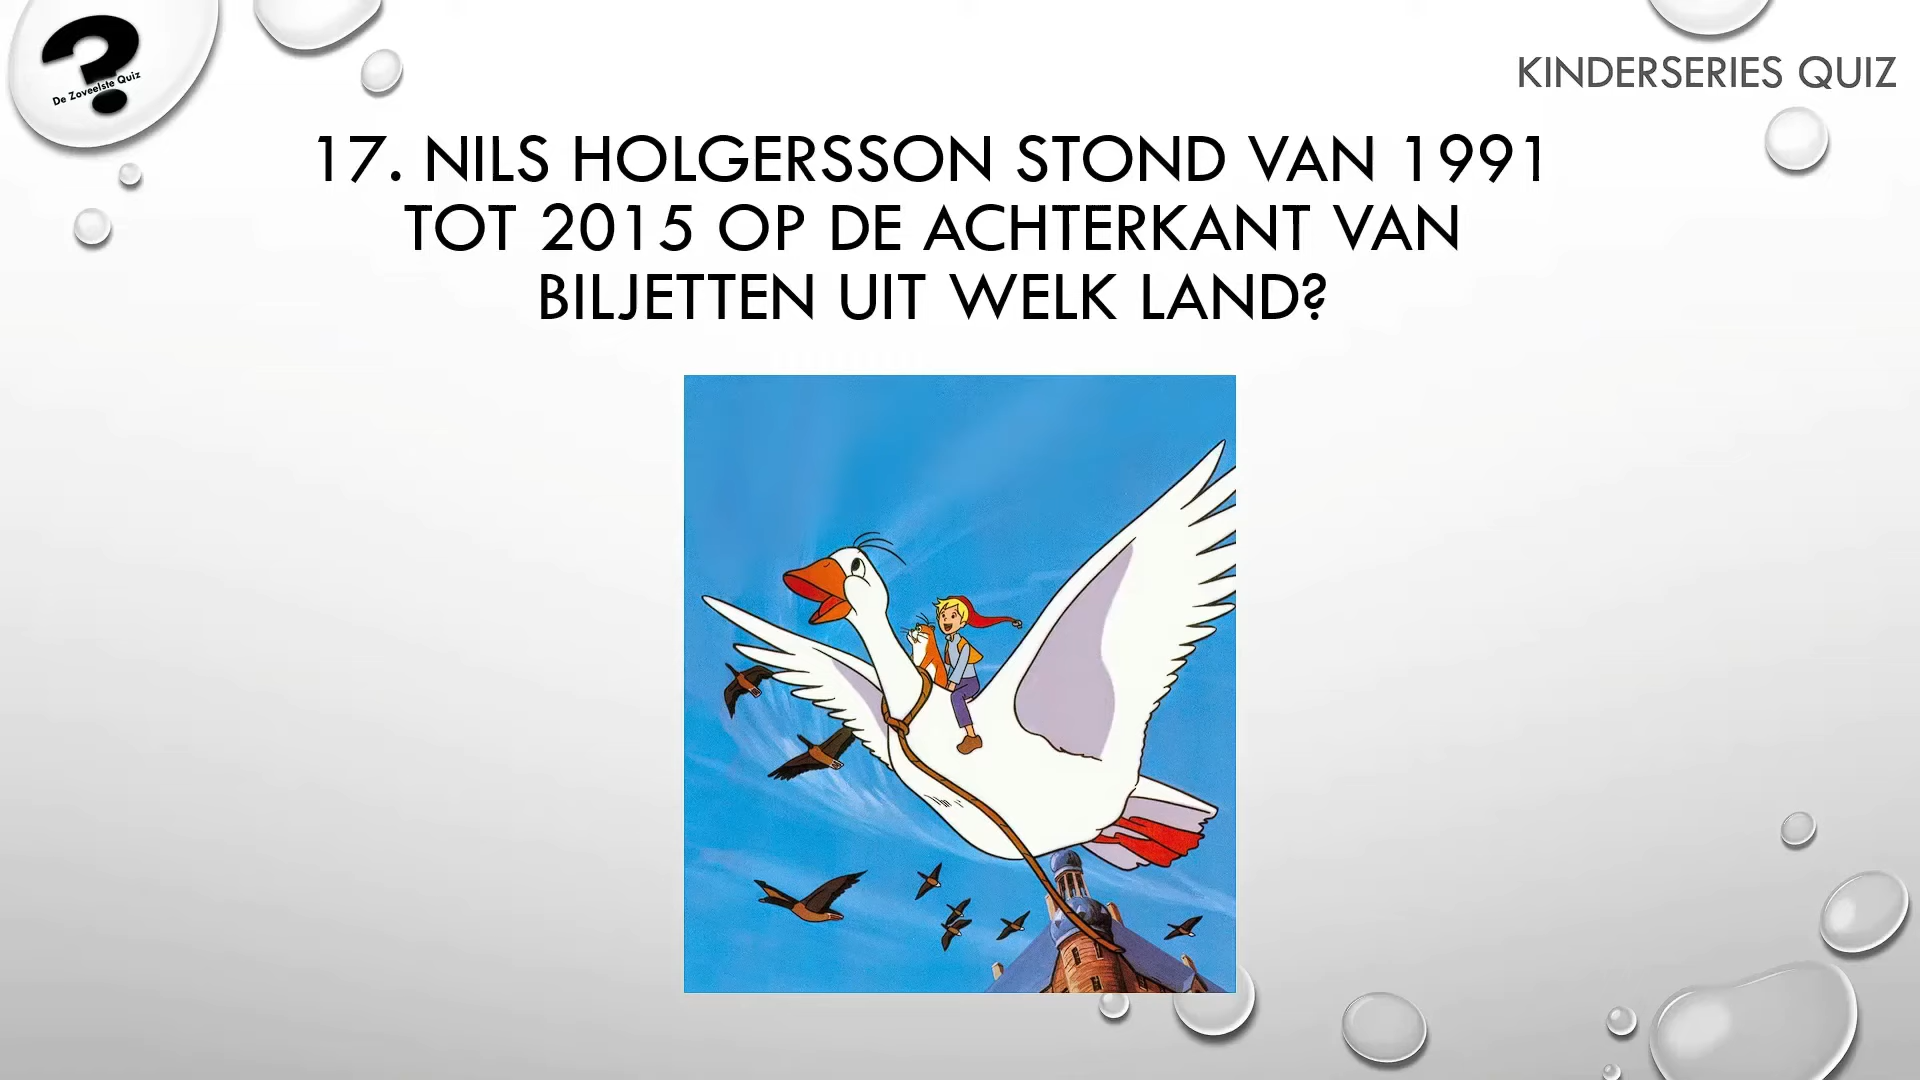 De Zoveelste Quiz
KINDERSERIES QUIZ
17. NILS HOLGERSSON STOND VAN 1991
TOT 2015 OP DE ACHTERKANT VAN
BILJETTEN UIT WELK LAND?